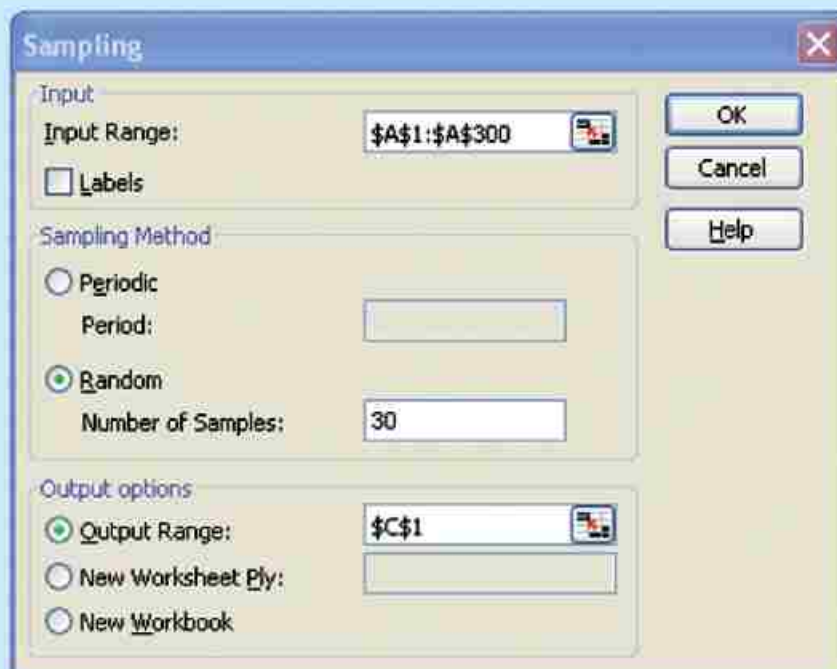 Sampling
Input
Input Range: $A$1:$A$300
Labels
OK
Cancel
Help
Sampling Method
Periodic
Period:
Random
Number of Samples: 30
Output options
Output Range: $C$1
New Worksheet Ply:
New Workbook